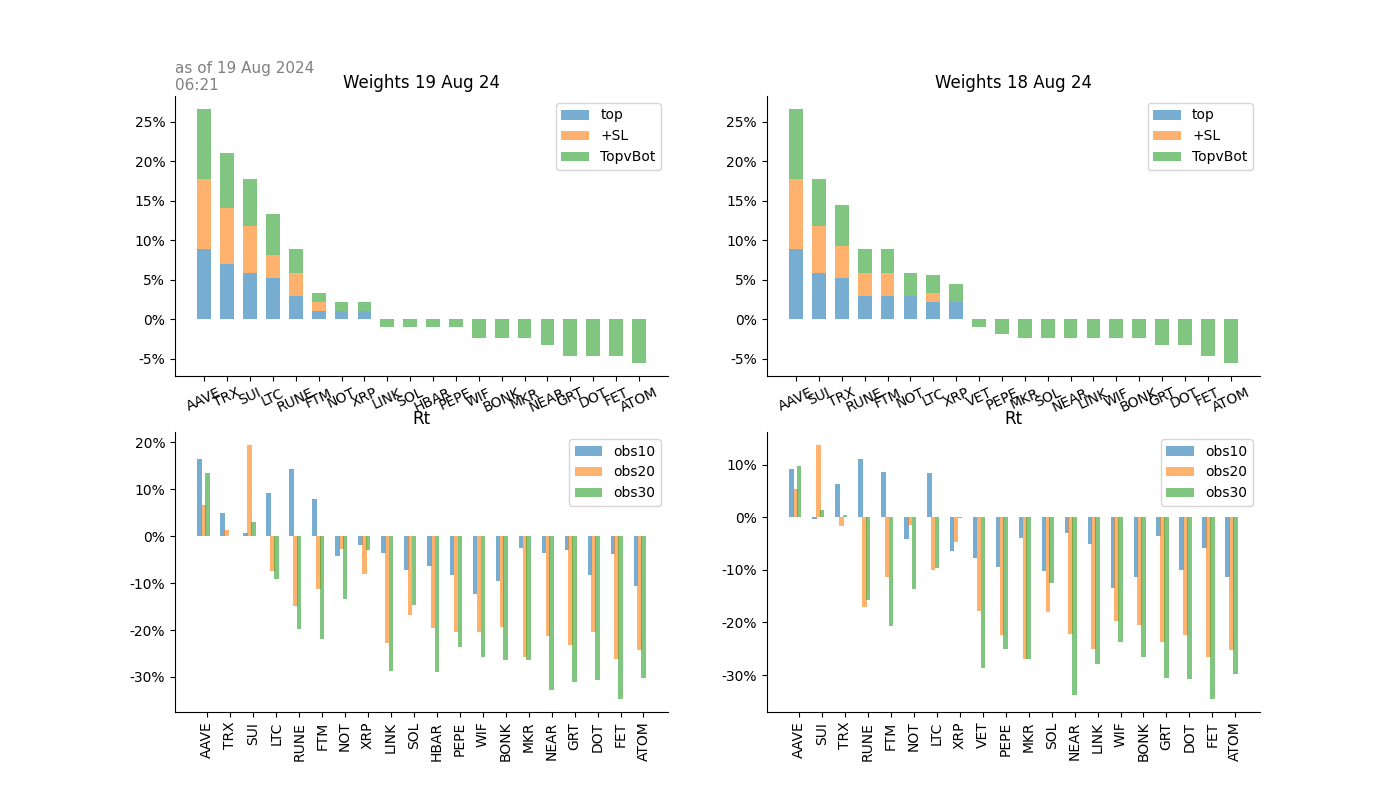 as of 19 Aug 2024
06:21
Weights 19 Aug 24
25%
20%
15%
10%
5%
0%
-5%
top
+SL
TopvBot
AAVE TRX SUI LTC RUNE FTM NOT XRP LINK SOL HBAR PEPE WIF BONK MKR NEAR GRT DOT FET ATOM
Weights 18 Aug 24
25%
20%
15%
10%
5%
0%
-5%
top
+SL
TopvBot
AAVE SUI TRX RUNE FTM NOT LTC XRP VET PEPE MKR SOL NEAR LINK WIF BONK GRT DOT FET ATOM
Rt
20%
10%
0%
-10%
-20%
-30%
obs10
obs20
obs30
AAVE TRX SUI LTC RUNE FTM NOT XRP LINK SOL HBAR PEPE WIF BONK MKR NEAR GRT DOT FET ATOM
Rt
10%
0%
-10%
-20%
-30%
obs10
obs20
obs30
AAVE SUI TRX RUNE FTM NOT LTC XRP VET PEPE MKR SOL NEAR LINK WIF BONK GRT DOT FET ATOM